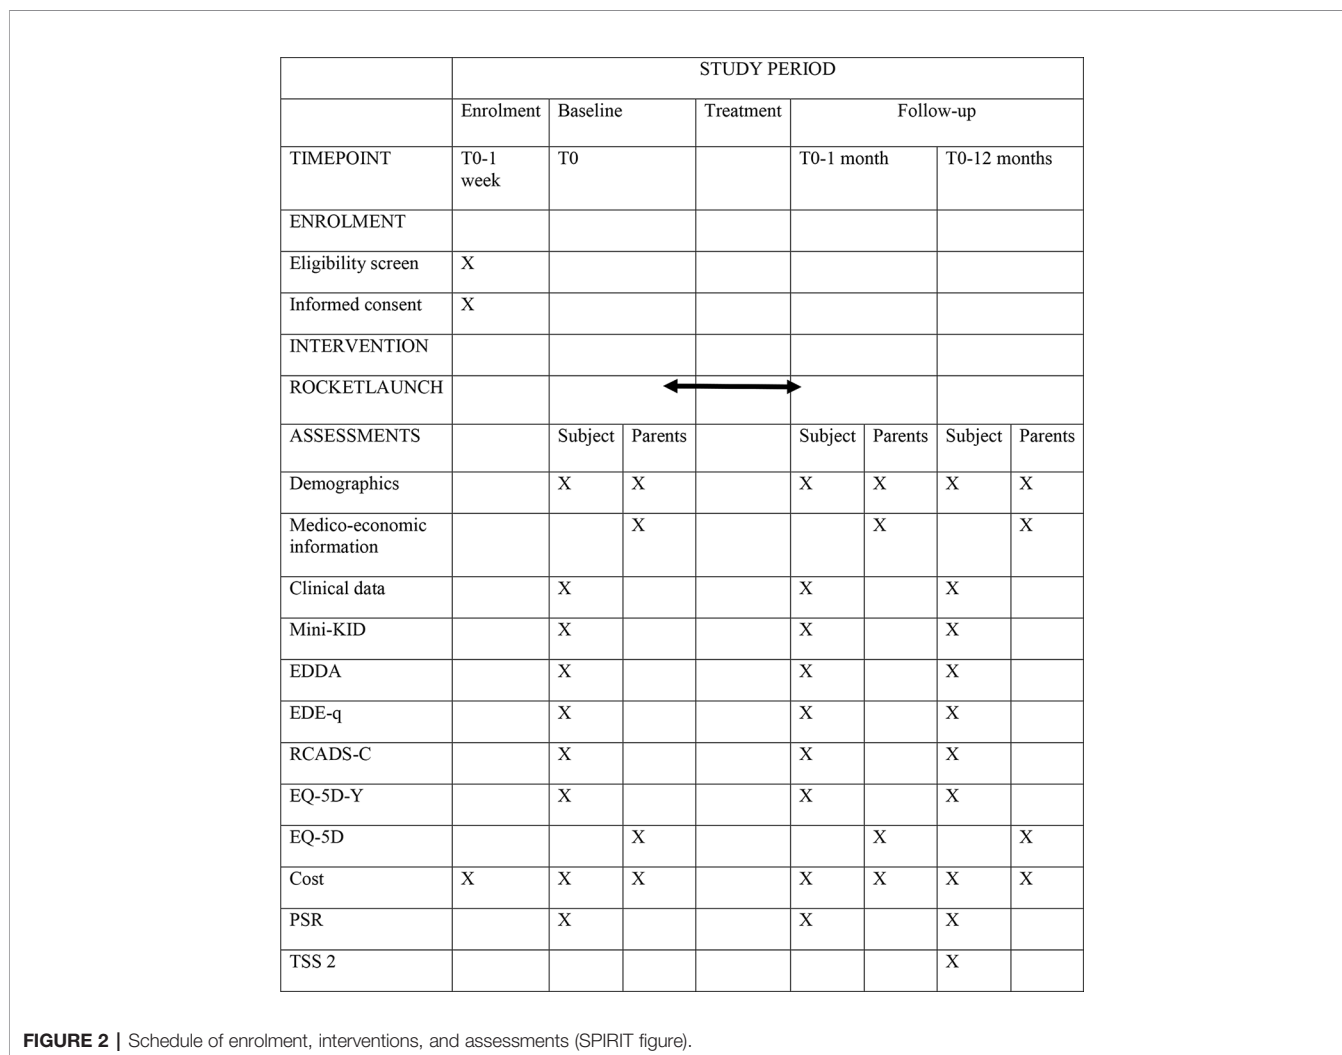 STUDY PERIOD
Enrolment Baseline Treatment Follow-up
TIMEPOINT T0-1 week T0 T0-1 month T0-12 months
ENROLMENT
Eligibility screen X
Informed consent X
INTERVENTION
ROCKETLAUNCH
ASSESSMENTS Subject Parents Subject Parents Subject Parents
Demographics X X X X X X
Medico-economic information X X X
Clinical data X X X
Mini-KID X X X
EDDA X X X
EDE-q X X X
RCADS-C X X X
EQ-5D-Y X X X
EQ-5D X X X
Cost X X X X X X X
PSR X X X
TSS 2 X
FIGURE 2 | Schedule of enrolment, interventions, and assessments (SPIRIT figure).